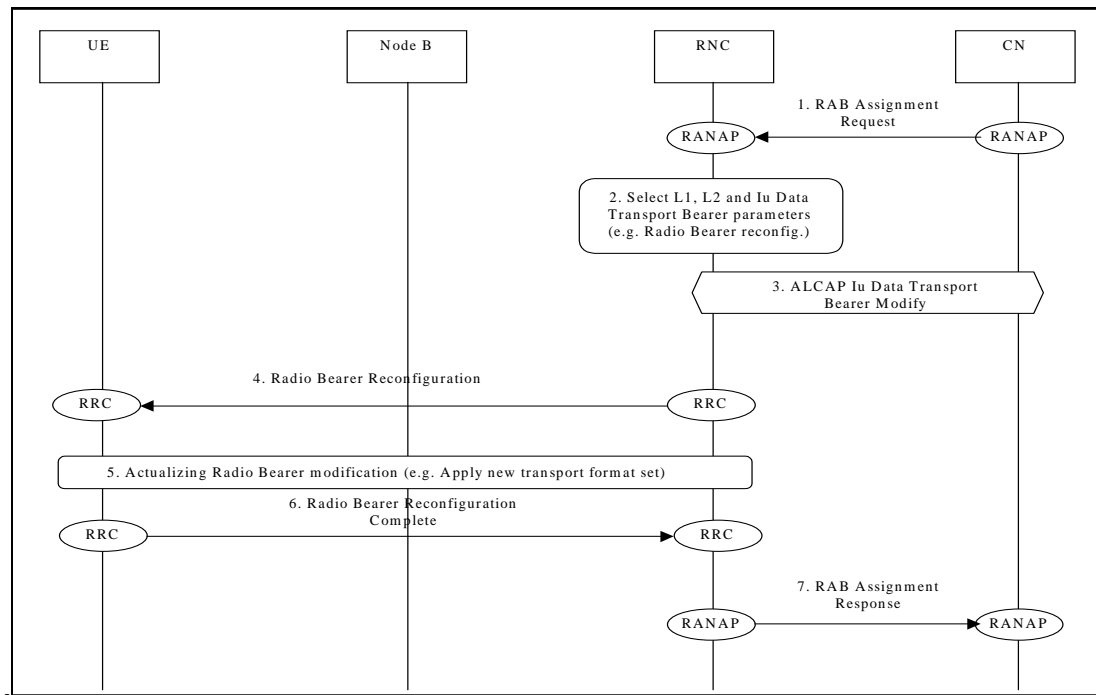 UE
Node B
RNC
CN
1. RAB Assignment
Request
RANAP
RANAP
2. Select L1, L2 and Iu Data
Transport Bearer parameters
(e.g. Radio Bearer reconfig.)
3. ALCAP Iu Data Transport
Bearer Modify
4. Radio Bearer Reconfiguration
RRC
RRC
5. Actualizing Radio Bearer modification (e.g. Apply new transport format set)
6. Radio Bearer Reconfiguration
Complete
RRC
RRC
7. RAB Assignment
Response
RANAP
RANAP